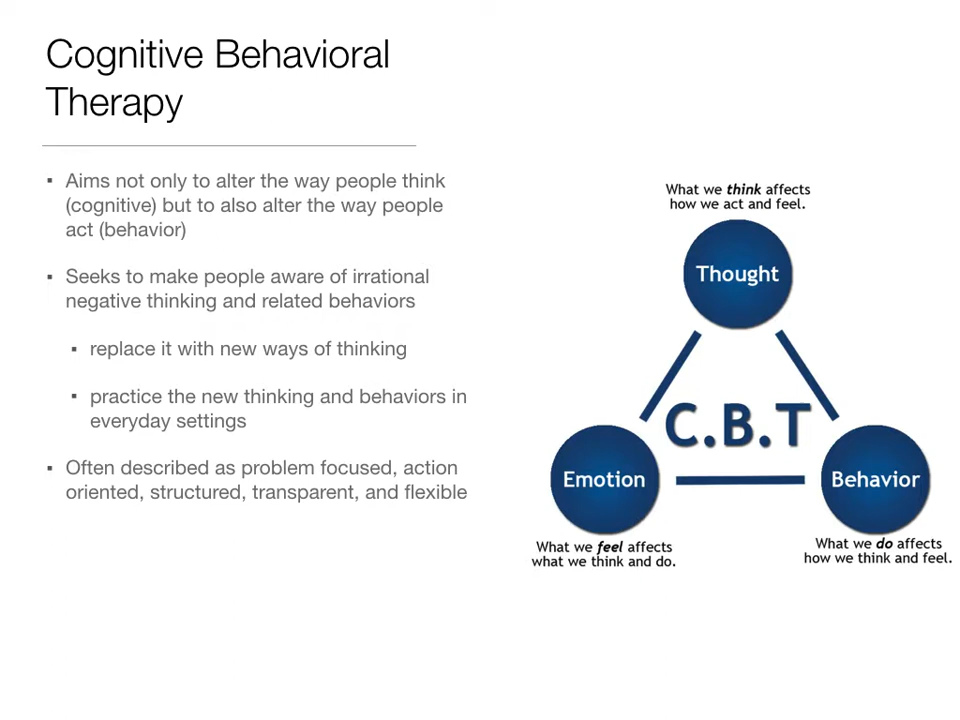 Cognitive Behavioral
Therapy
▪ Aims not only to alter the way people think
(cognitive) but to also alter the way people
act (behavior)
▪ Seeks to make people aware of irrational
negative thinking and related behaviors
▪ replace it with new ways of thinking
▪ practice the new thinking and behaviors in
everyday settings
▪ Often described as problem focused, action
oriented, structured, transparent, and flexible
What we think affects
how we act and feel.
Thought
C.B.T
Emotion
Behavior
What we feel affects
what we think and do.
What we do affects
how we think and feel.